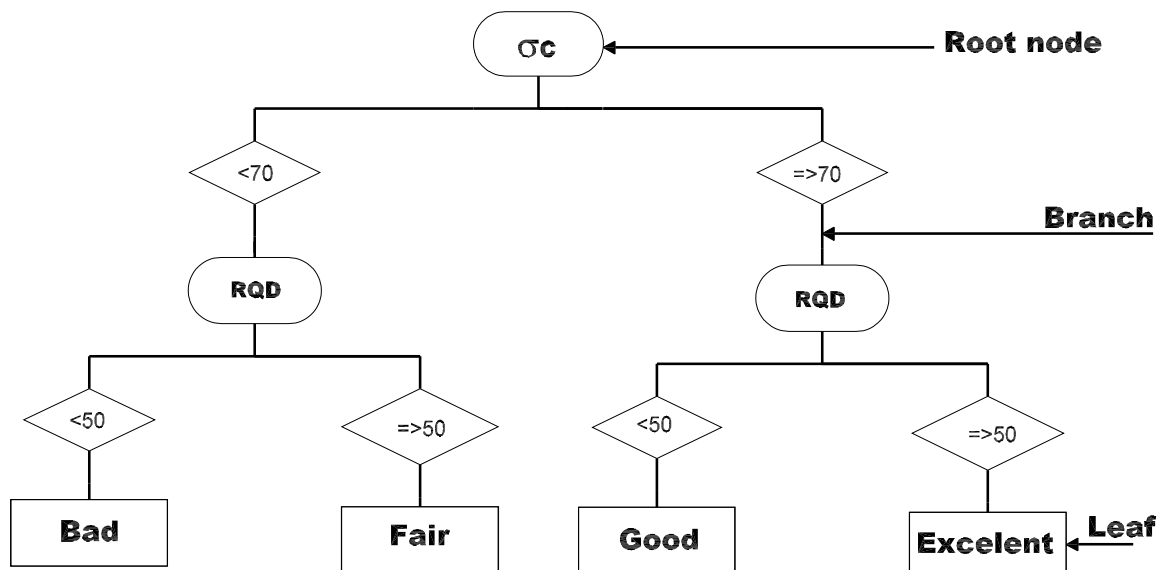 σc
Root node
<70
=>70
Branch
RQD
RQD
<50
=>50
<50
=>50
Bad
Fair
Good
Excelent
Leaf